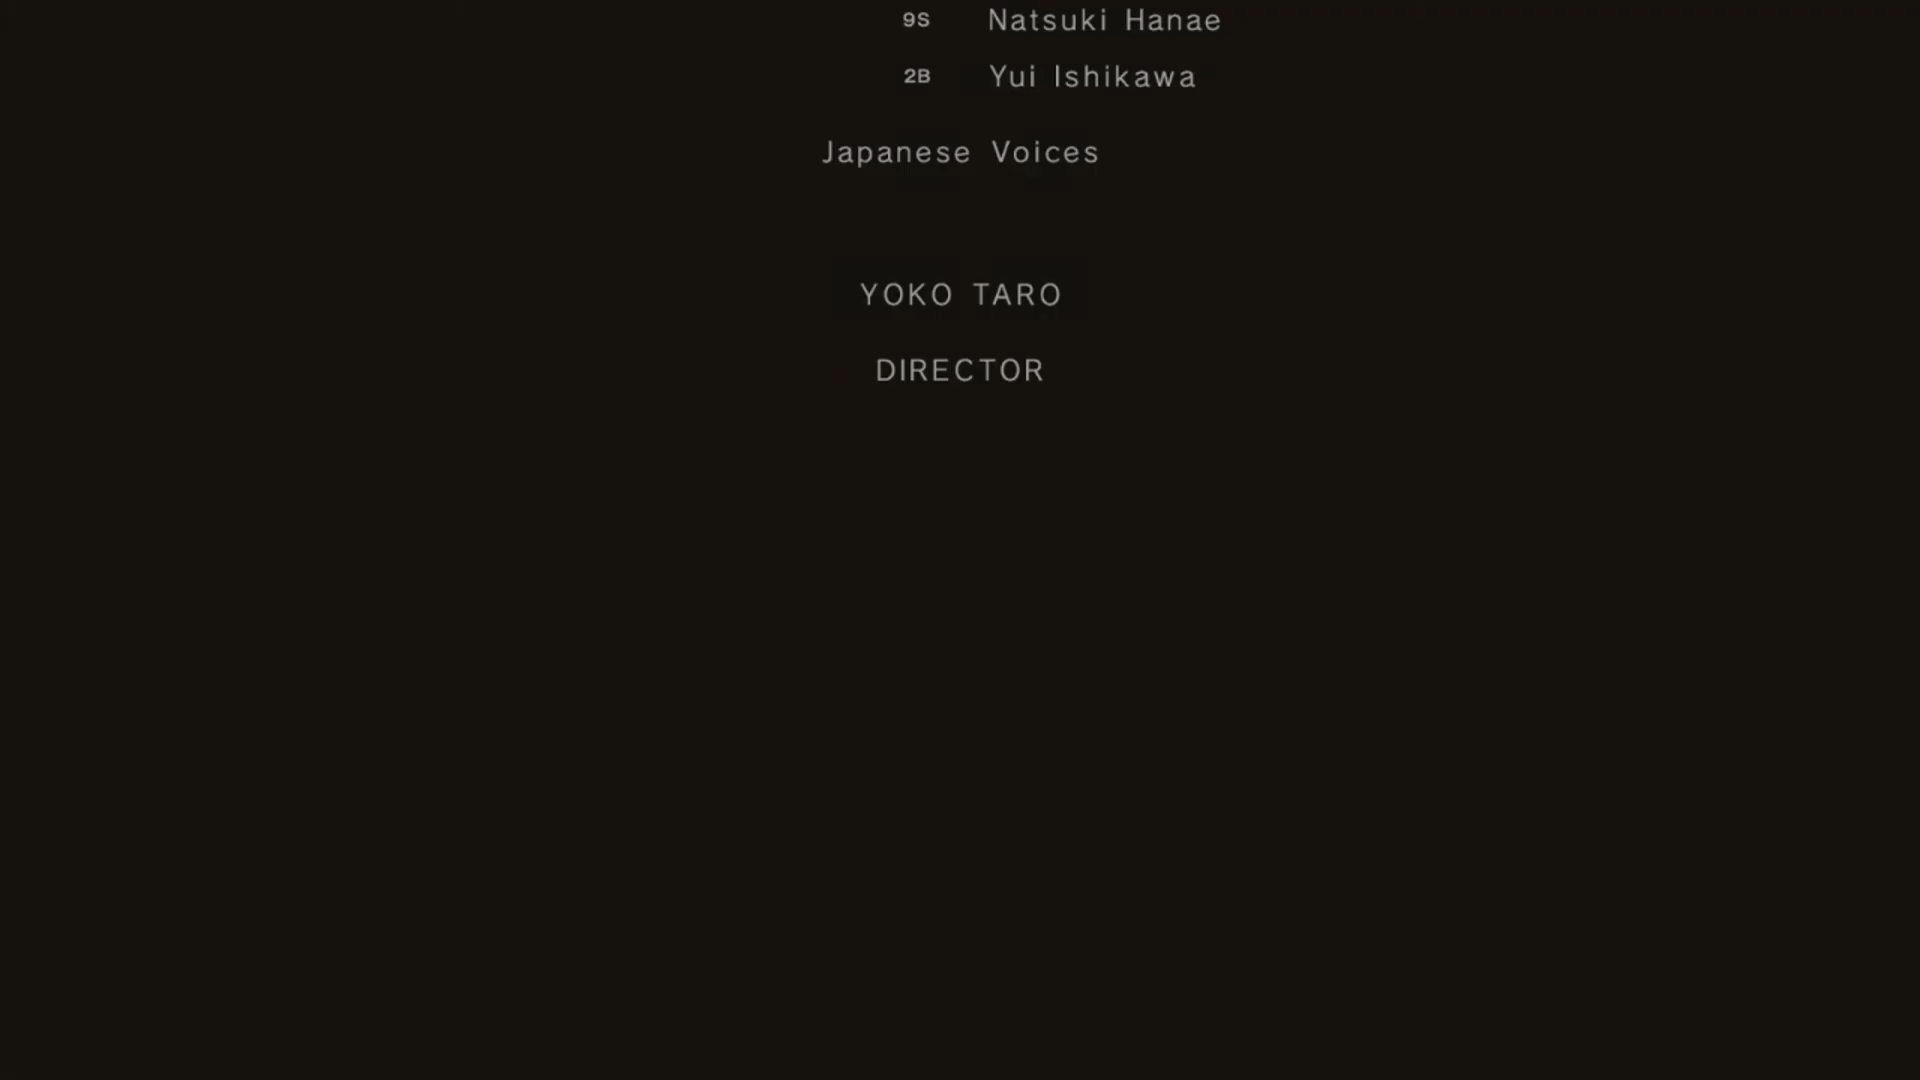 9S Natsuki Hanae
2B Yui Ishikawa
Japanese Voices
YOKO TARO
DIRECTOR